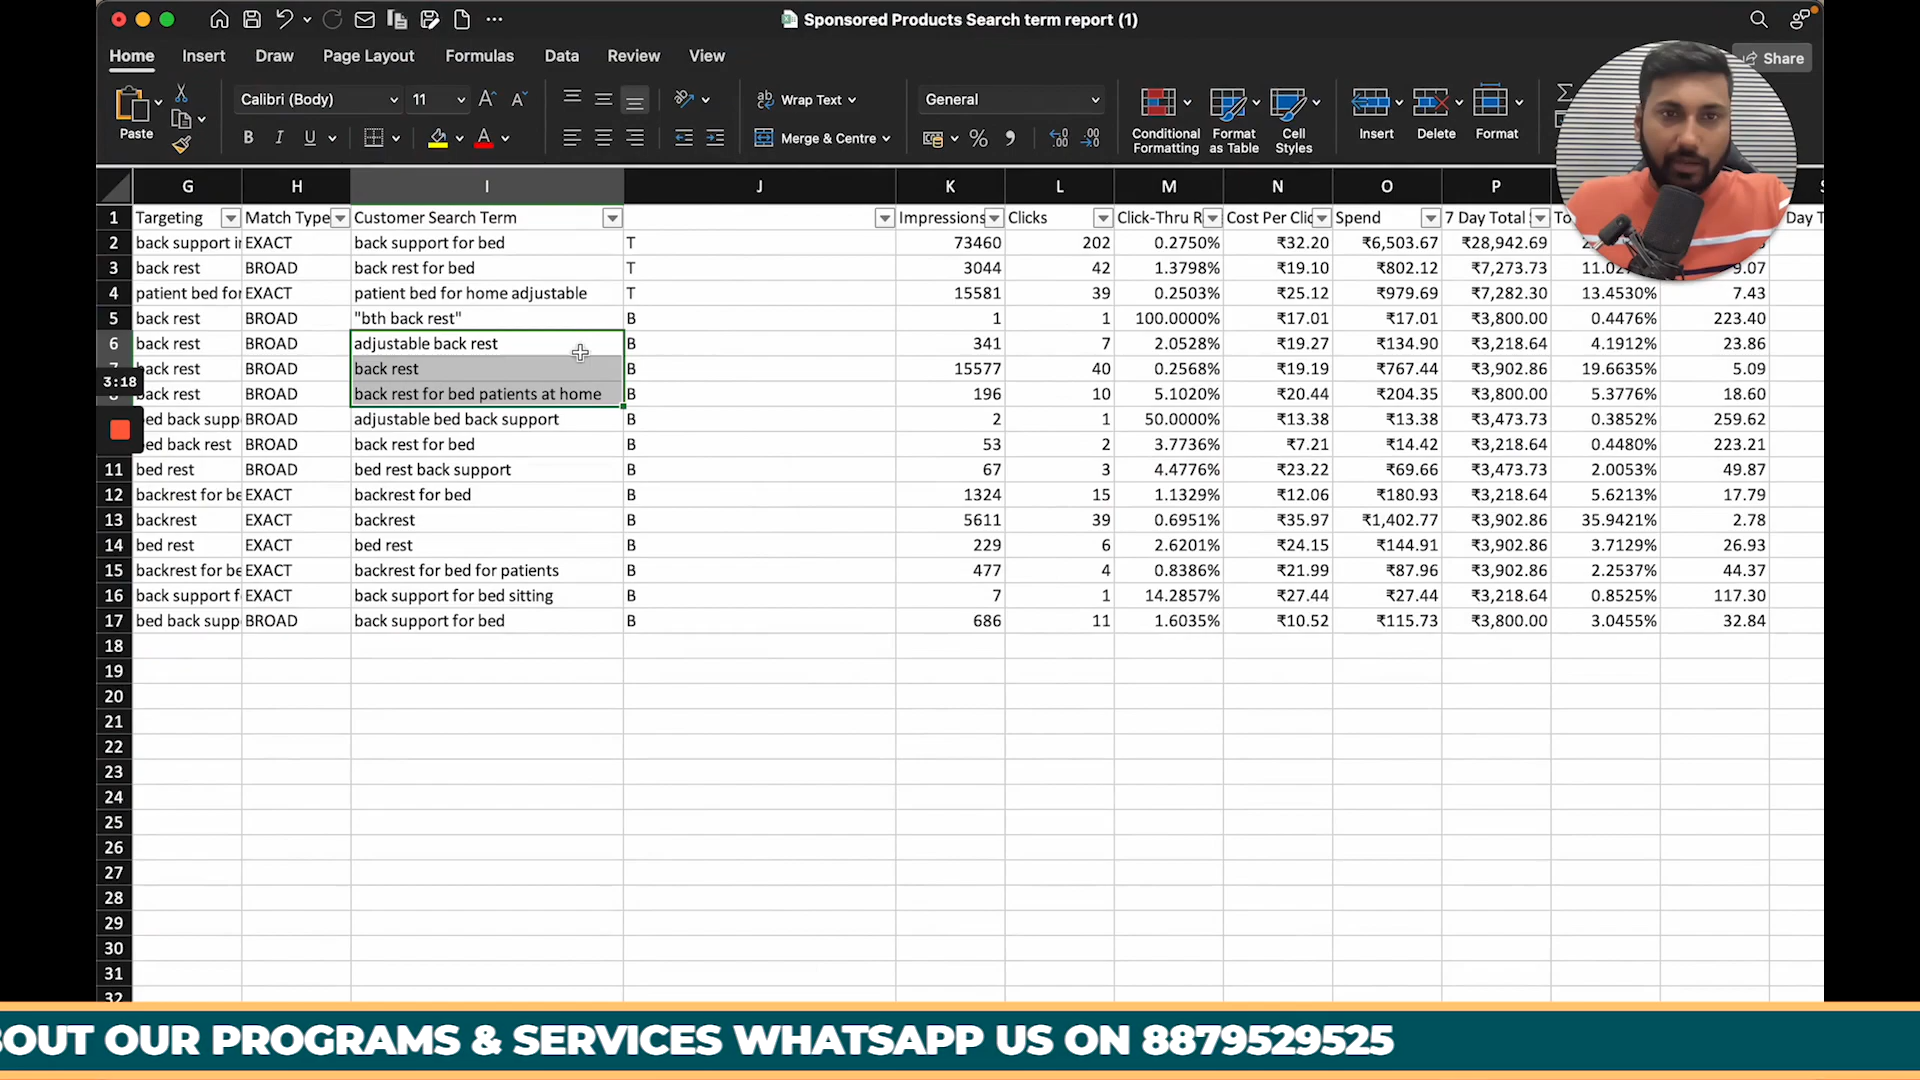 Sponsored Products Search term report (1)
Home Insert Draw Page Layout Formulas Data Review View
Share
Paste
Calibri (Body) 11
B I U A
ab Wrap Text
Merge & Centre
General
% ,
Conditional Formatting
Format as Table
Cell Styles
Insert
Delete
Format
G H I J K L M N O P
1 Targeting Match Type Customer Search Term Impressions Clicks Click-Thru R Cost Per Clic Spend 7 Day Total Day T
2 back support i EXACT back support for bed T 73460 202 0.2750% ₹32.20 ₹6,503.67 ₹28,942.69
3 back rest BROAD back rest for bed T 3044 42 1.3798% ₹19.10 ₹802.12 ₹7,273.73 9.07
4 patient bed for EXACT patient bed for home adjustable T 15581 39 0.2503% ₹25.12 ₹979.69 ₹7,282.30 13.4530% 7.43
5 back rest BROAD "bth back rest" B 1 1 100.0000% ₹17.01 ₹17.01 ₹3,800.00 0.4476% 223.40
6 back rest BROAD adjustable back rest B 341 7 2.0528% ₹19.27 ₹134.90 ₹3,218.64 4.1912% 23.86
back rest BROAD back rest B 15577 40 0.2568% ₹19.19 ₹767.44 ₹3,902.86 19.6635% 5.09
3:18
back rest BROAD back rest for bed patients at home B 196 10 5.1020% ₹20.44 ₹204.35 ₹3,800.00 5.3776% 18.60
bed back supp BROAD adjustable bed back support B 2 1 50.0000% ₹13.38 ₹13.38 ₹3,473.73 0.3852% 259.62
bed back rest BROAD back rest for bed B 53 2 3.7736% ₹7.21 ₹14.42 ₹3,218.64 0.4480% 223.21
11 bed rest BROAD bed rest back support B 67 3 4.4776% ₹23.22 ₹69.66 ₹3,473.73 2.0053% 49.87
12 backrest for be EXACT backrest for bed B 1324 15 1.1329% ₹12.06 ₹180.93 ₹3,218.64 5.6213% 17.79
13 backrest EXACT backrest B 5611 39 0.6951% ₹35.97 ₹1,402.77 ₹3,902.86 35.9421% 2.78
14 bed rest EXACT bed rest B 229 6 2.6201% ₹24.15 ₹144.91 ₹3,902.86 3.7129% 26.93
15 backrest for be EXACT backrest for bed for patients B 477 4 0.8386% ₹21.99 ₹87.96 ₹3,902.86 2.2537% 44.37
16 back support f EXACT back support for bed sitting B 7 1 14.2857% ₹27.44 ₹27.44 ₹3,218.64 0.8525% 117.30
17 bed back supp BROAD back support for bed B 686 11 1.6035% ₹10.52 ₹115.73 ₹3,800.00 3.0455% 32.84
18
19
20
21
22
23
24
25
26
27
28
29
30
31
32
BOUT OUR PROGRAMS & SERVICES WHATSAPP US ON 8879529525